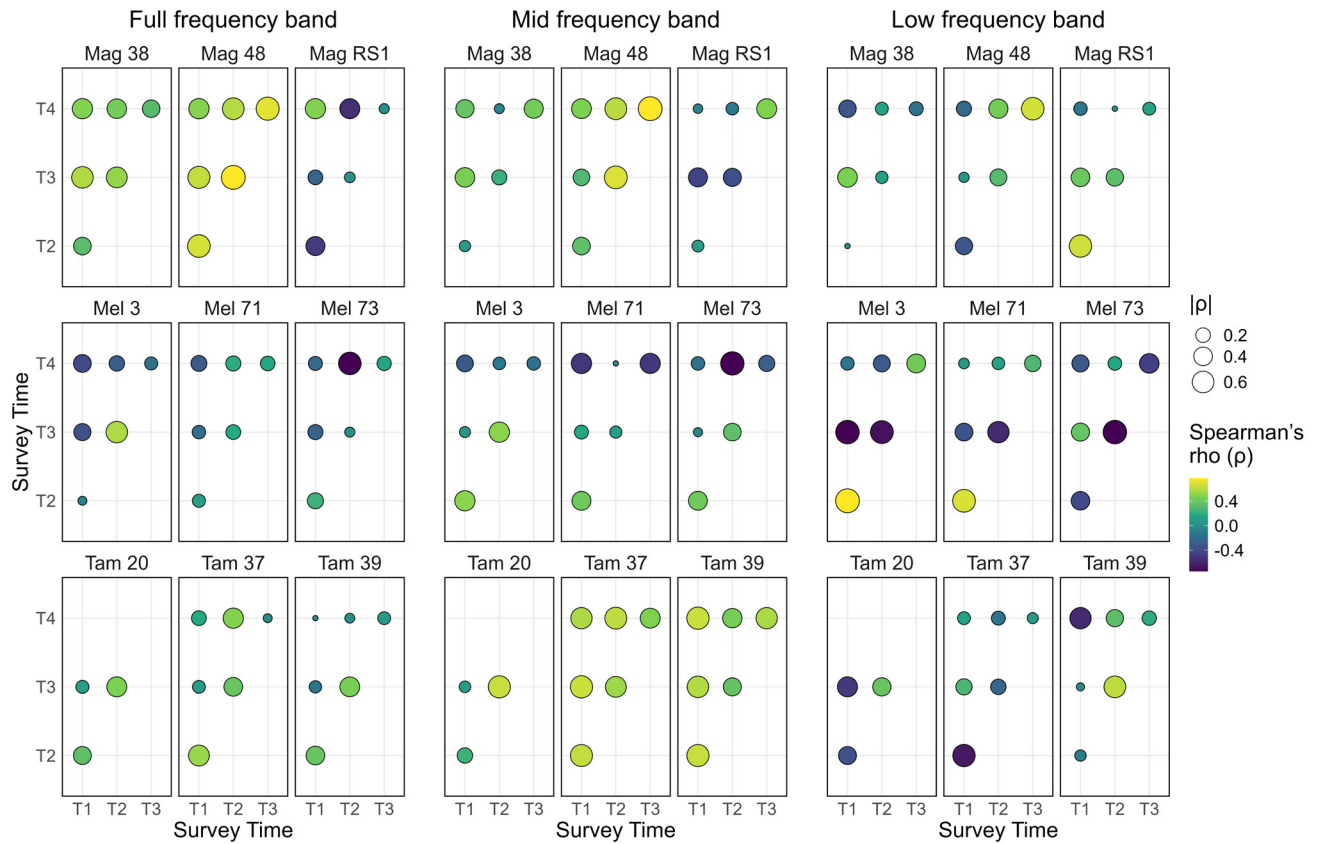 Full frequency band
Mid frequency band
Low frequency band
Mag 38
Mag 48
Mag RS1
Mag 38
Mag 48
Mag RS1
Mag 38
Mag 48
Mag RS1
T4
T3
T2
Mel 3
Mel 71
Mel 73
Mel 3
Mel 71
Mel 73
Mel 3
Mel 71
Mel 73
T4
T3
T2
Tam 20
Tam 37
Tam 39
Tam 20
Tam 37
Tam 39
Tam 20
Tam 37
Tam 39
T4
T3
T2
T1 T2 T3
T1 T2 T3
T1 T2 T3
T1 T2 T3
T1 T2 T3
T1 T2 T3
T1 T2 T3
T1 T2 T3
T1 T2 T3
Survey Time
Survey Time
Survey Time
Survey Time
|ρ|
0.2
0.4
0.6
Spearman’s
rho (ρ)
0.4
0.0
-0.4